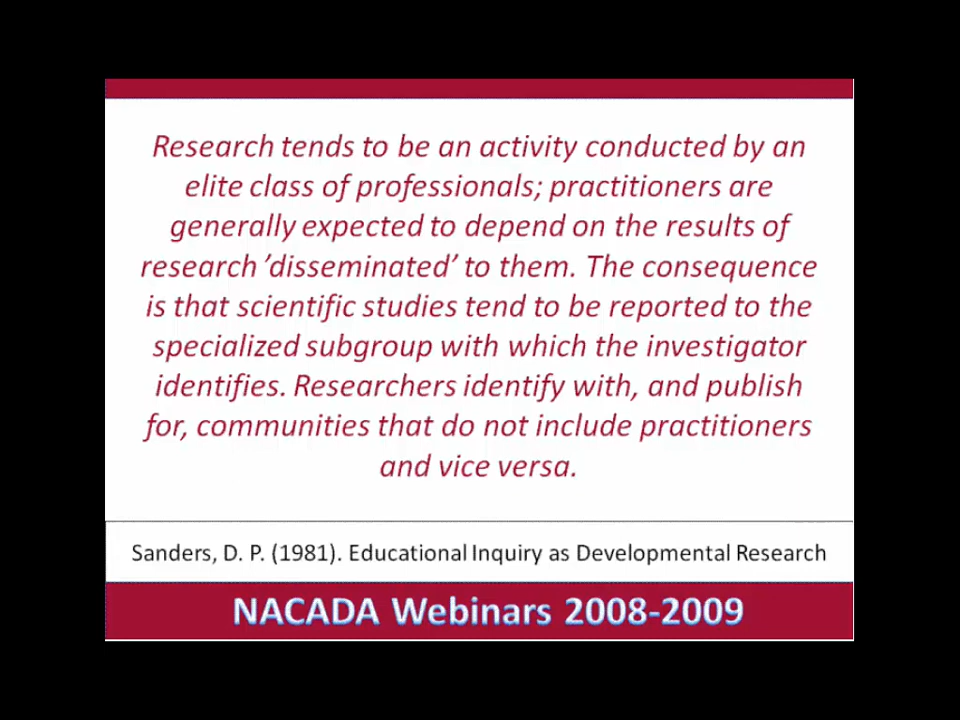 Research tends to be an activity conducted by an
elite class of professionals; practitioners are
generally expected to depend on the results of
research ’disseminated’ to them. The consequence
is that scientific studies tend to be reported to the
specialized subgroup with which the investigator
identifies. Researchers identify with, and publish
for, communities that do not include practitioners
and vice versa.
Sanders, D. P. (1981). Educational Inquiry as Developmental Research
NACADA Webinars 2008-2009